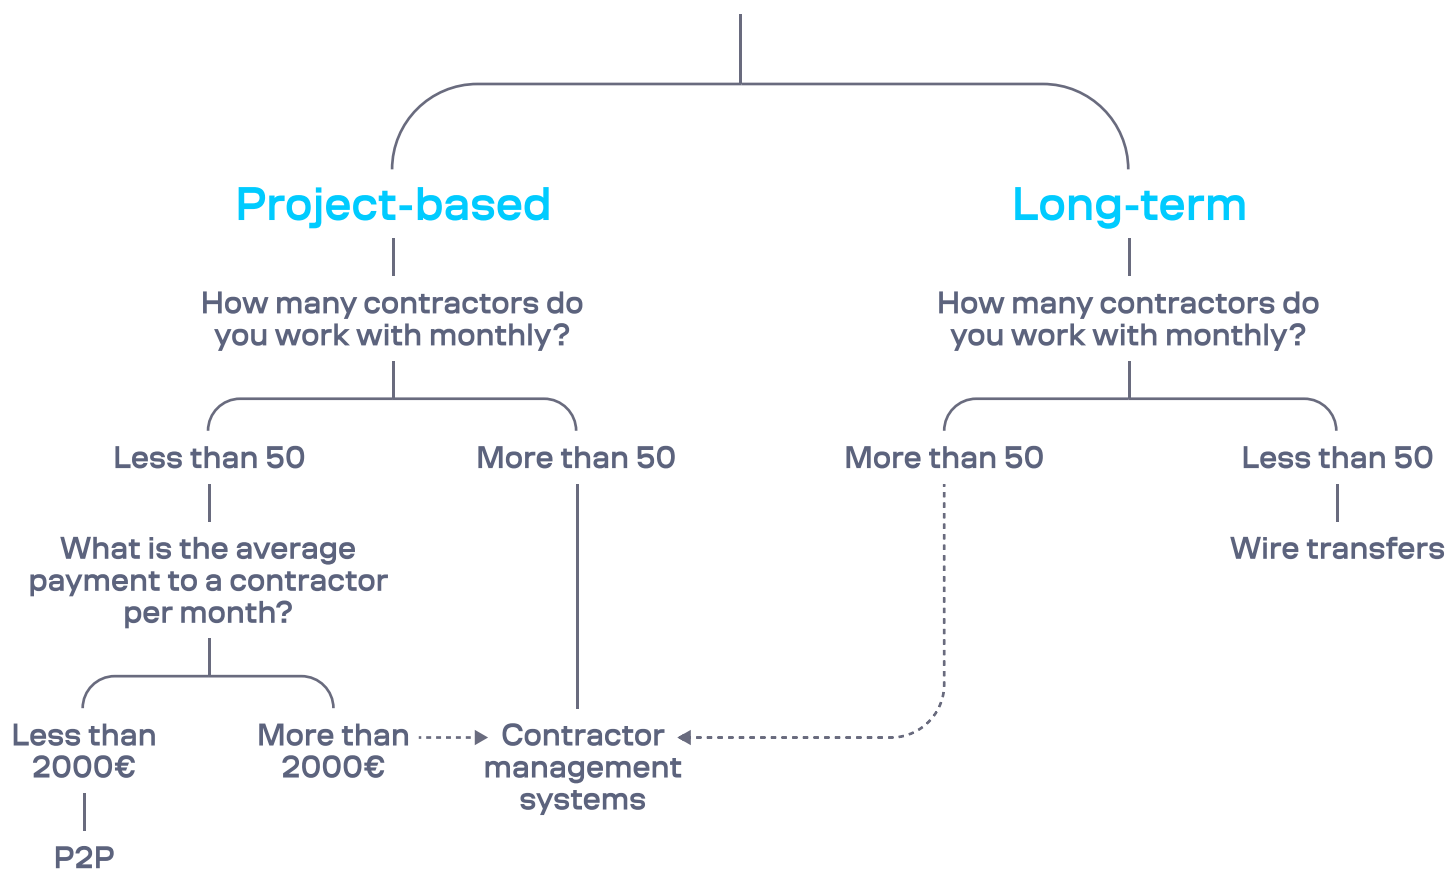 Project-based
Long-term
How many contractors do
you work with monthly?
How many contractors do
you work with monthly?
Less than 50
More than 50
More than 50
Less than 50
What is the average
payment to a contractor
per month?
Wire transfers
Less than
2000€
More than
2000€
Contractor
management
systems
P2P